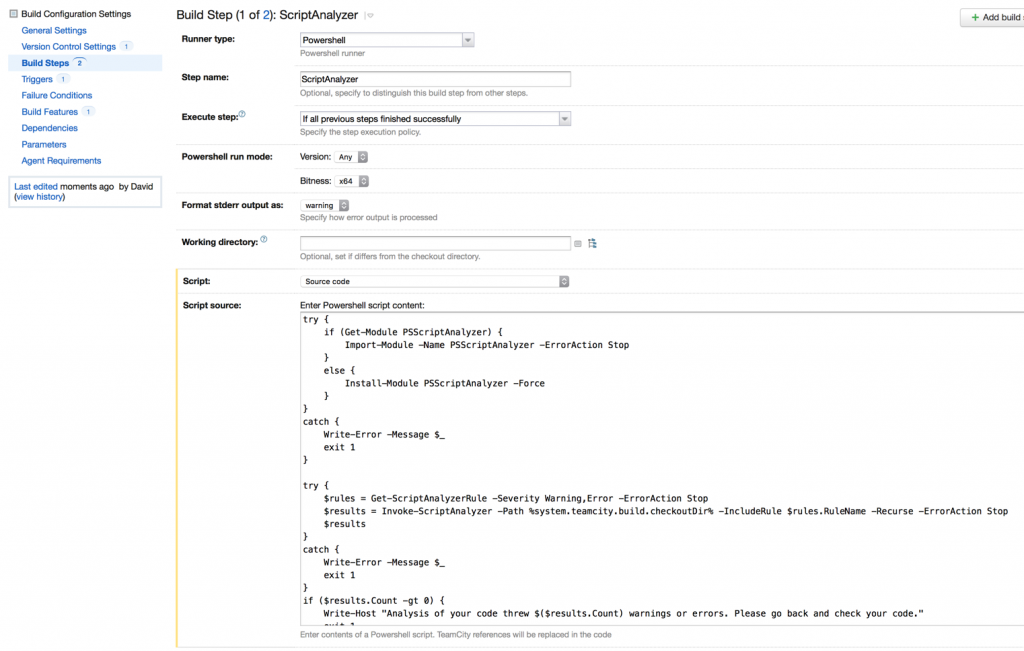 Build Configuration Settings
General Settings
Version Control Settings 1
Build Steps 2
Triggers 1
Failure Conditions
Build Features 1
Dependencies
Parameters
Agent Requirements
Last edited moments ago by David
(view history)
Build Step (1 of 2): ScriptAnalyzer
+ Add build
Runner type:
Powershell
Powershell runner
Step name:
ScriptAnalyzer
Optional, specify to distinguish this build step from other steps.
Execute step:
If all previous steps finished successfully
Specify the step execution policy.
Powershell run mode:
Version: Any
Bitness: x64
Format stderr output as:
warning
Specify how error output is processed
Working directory:
Optional, set if differs from the checkout directory.
Script:
Source code
Script source:
Enter Powershell script content:
try {
    if (Get-Module PSScriptAnalyzer) {
        Import-Module -Name PSScriptAnalyzer -ErrorAction Stop
    }
    else {
        Install-Module PSScriptAnalyzer -Force
    }
}
catch {
    Write-Error -Message $_
    exit 1
}
try {
    $rules = Get-ScriptAnalyzerRule -Severity Warning,Error -ErrorAction Stop
    $results = Invoke-ScriptAnalyzer -Path %system.teamcity.build.checkoutDir% -IncludeRule $rules.RuleName -Recurse -ErrorAction Stop
    $results
}
catch {
    Write-Error -Message $_
    exit 1
}
if ($results.Count -gt 0) {
    Write-Host "Analysis of your code threw $($results.Count) warnings or errors. Please go back and check your code."
Enter contents of a Powershell script. TeamCity references will be replaced in the code